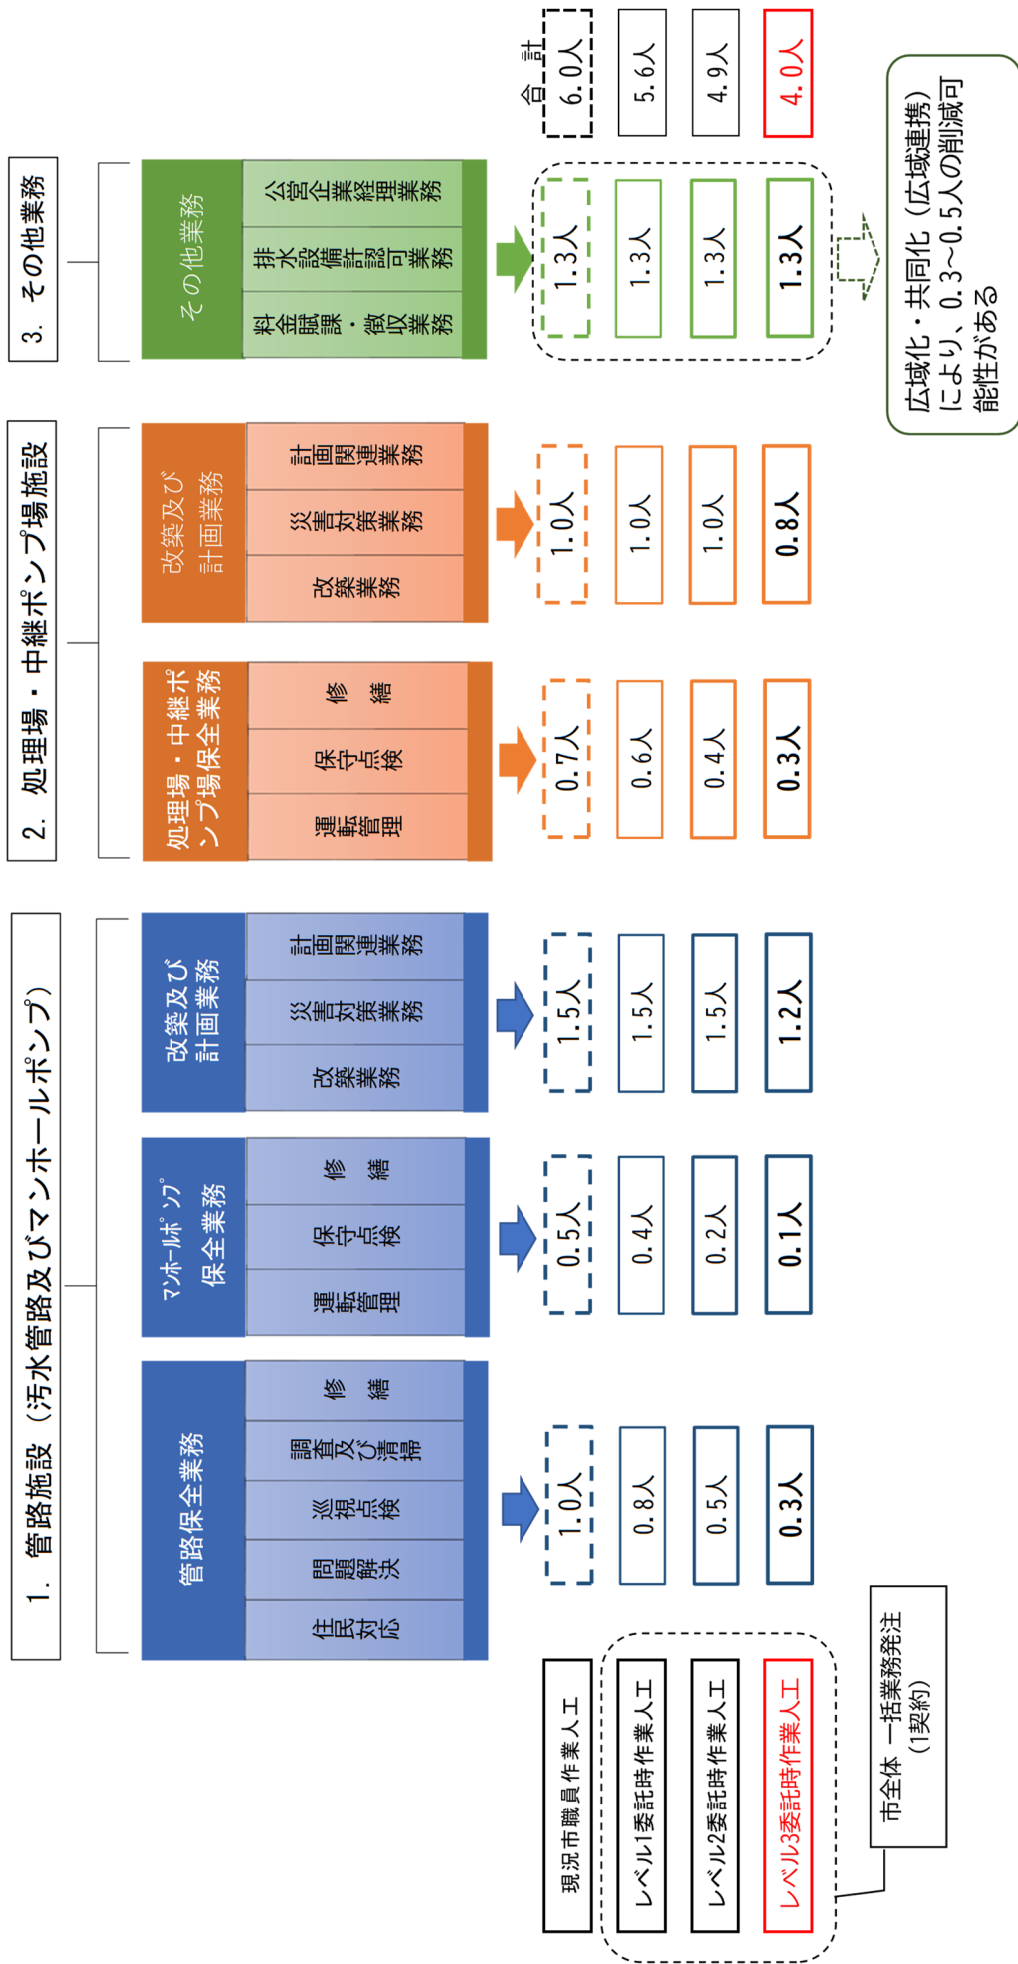 1. 管路施設（汚水管路及びマンホールポンプ）
2. 処理場・中継ポンプ場施設
3. その他業務
管路保全業務
住民対応
問題解決
巡視点検
調査及び清掃
修繕
ﾏﾝﾎｰﾙﾎﾟﾝﾌﾟ
保全業務
運転管理
保守点検
修繕
改築及び
計画業務
改築業務
災害対策業務
計画関連業務
処理場・中継ポ
ンプ場保全業務
運転管理
保守点検
修繕
改築及び
計画業務
改築業務
災害対策業務
計画関連業務
その他業務
料金賦課・徴収業務
排水設備許認可業務
公営企業経理業務
合計
現況市職員作業人工
1.0人
0.5人
1.5人
0.7人
1.0人
1.3人
6.0人
レベル1委託時作業人工
0.8人
0.4人
1.5人
0.6人
1.0人
1.3人
5.6人
レベル2委託時作業人工
0.5人
0.2人
1.5人
0.4人
1.0人
1.3人
4.9人
レベル3委託時作業人工
0.3人
0.1人
1.2人
0.3人
0.8人
1.3人
4.0人
市全体 一括業務発注
（1契約）
広域化・共同化（広域連携）
により、0.3～0.5人の削減可
能性がある